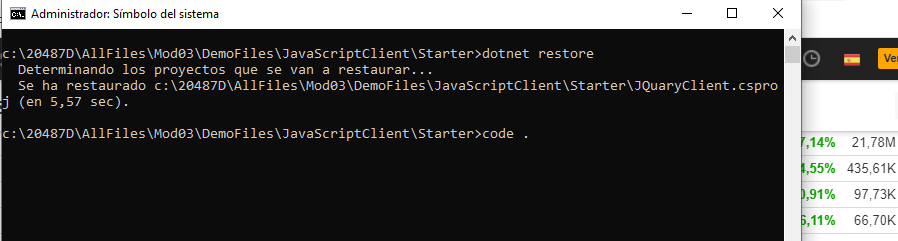 Administrador: Símbolo del sistema
c:\20487D\AllFiles\Mod03\DemoFiles\JavaScriptClient\Starter>dotnet restore
Determinando los proyectos que se van a restaurar...
Se ha restaurado c:\20487D\AllFiles\Mod03\DemoFiles\JavaScriptClient\Starter\JQuaryClient.cspro
j (en 5,57 sec).
c:\20487D\AllFiles\Mod03\DemoFiles\JavaScriptClient\Starter>code .
Ver
7,14% 21,78M
4,55% 435,61K
0,91% 97,73K
6,11% 66,70K